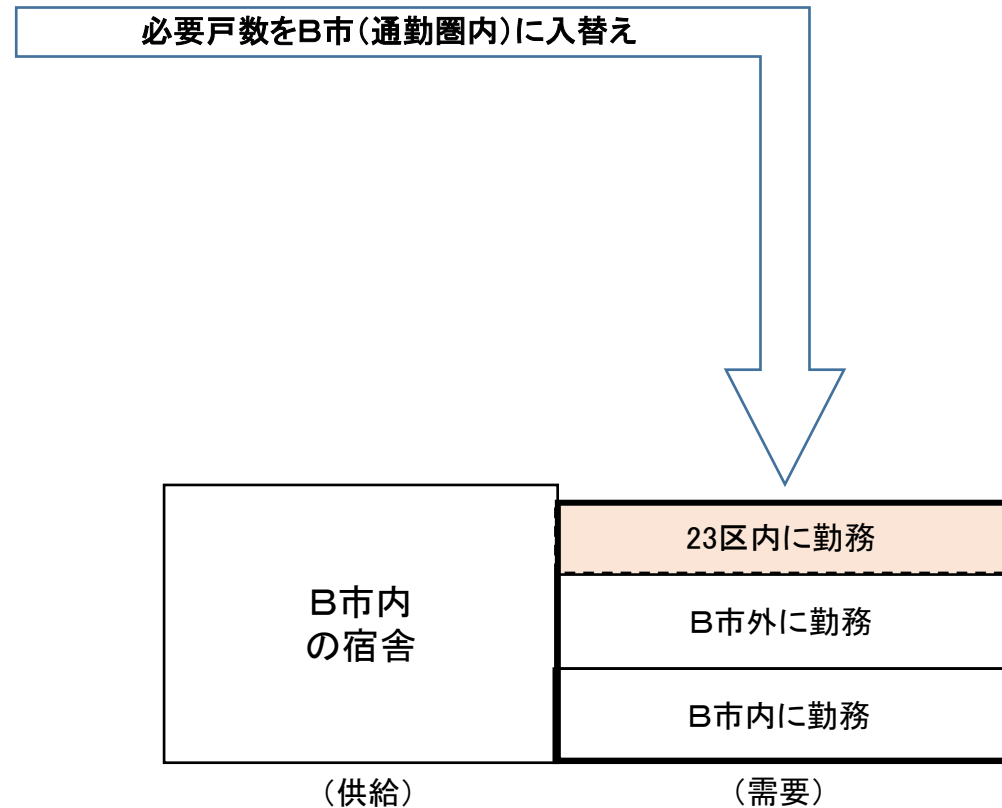 必要戸数をB市(通勤圏内)に入替え
23区内に勤務
B市内
の宿舎
B市外に勤務
B市内に勤務
(供給)
(需要)